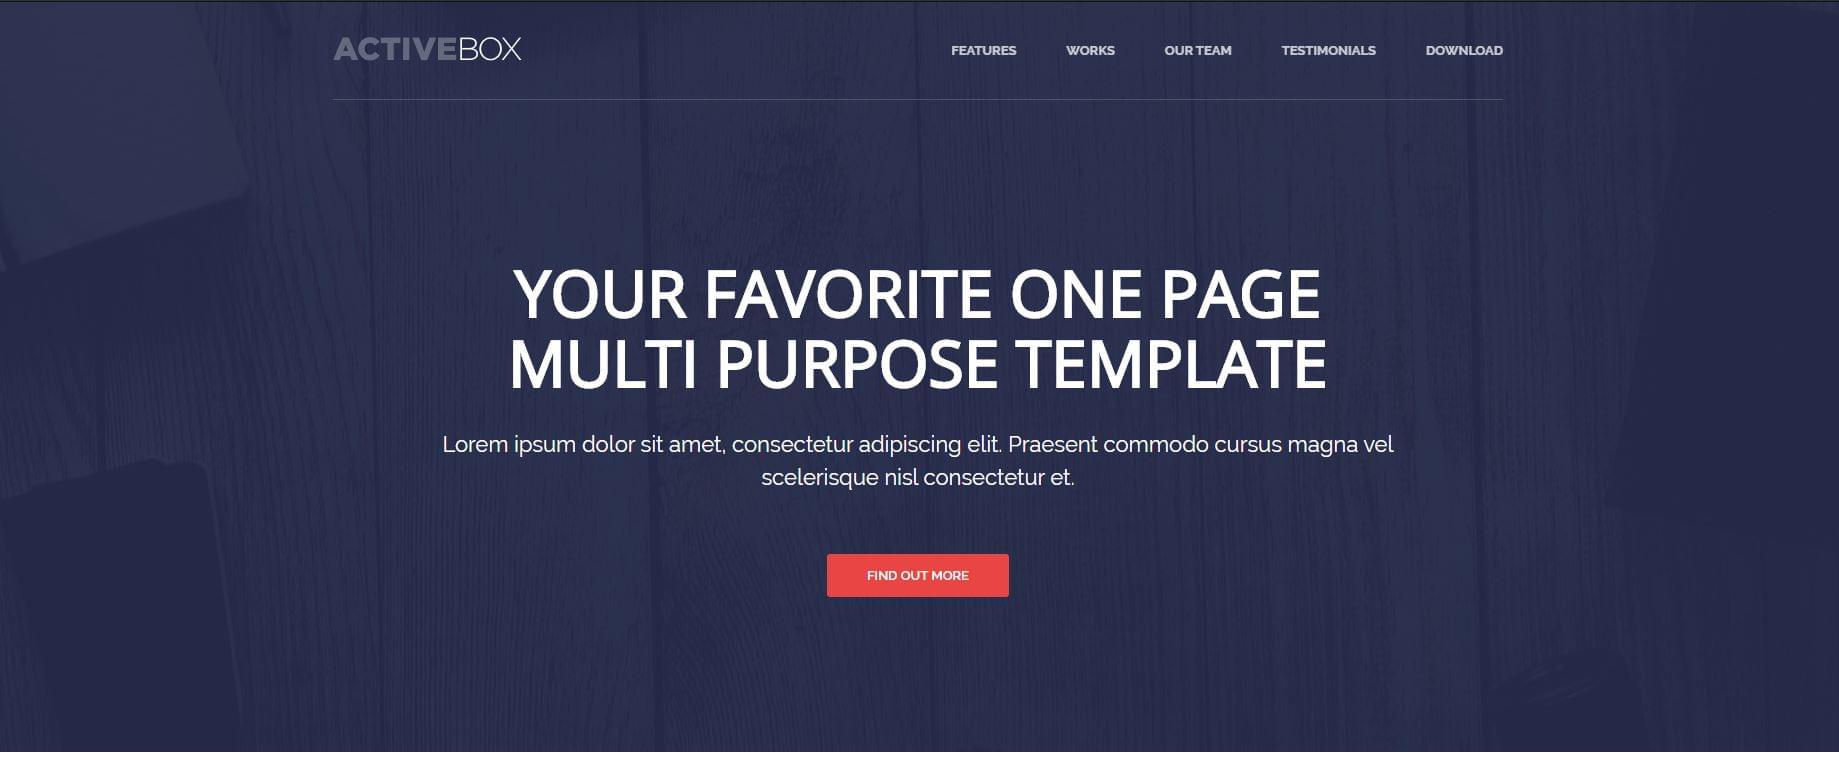 ACTIVEBOX
FEATURES WORKS OUR TEAM TESTIMONIALS DOWNLOAD
YOUR FAVORITE ONE PAGE
MULTI PURPOSE TEMPLATE
Lorem ipsum dolor sit amet, consectetur adipiscing elit. Praesent commodo cursus magna vel
scelerisque nisl consectetur et.
FIND OUT MORE